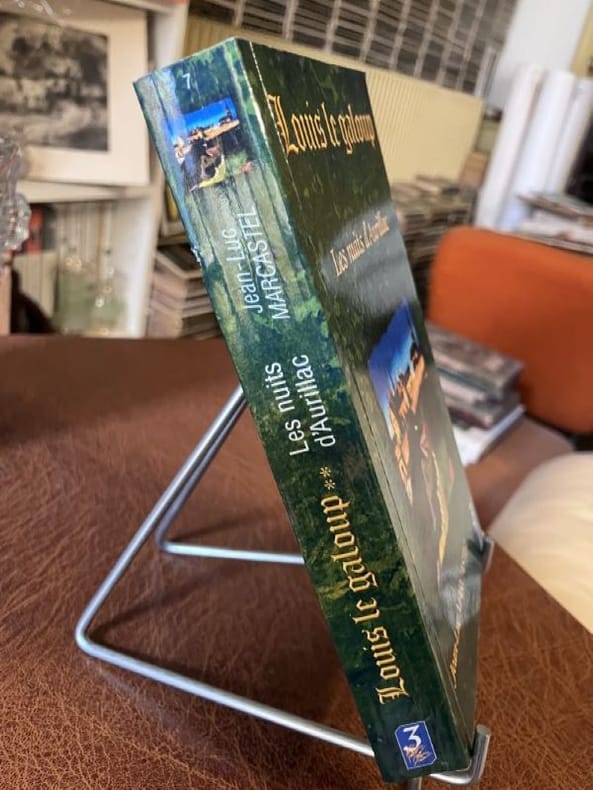 7
Jean-Luc
MARCASTEL
Les nuits
d'Aurillac
Louis le galoup **
3
Louis le galoup
Les nuits d'Aurillac